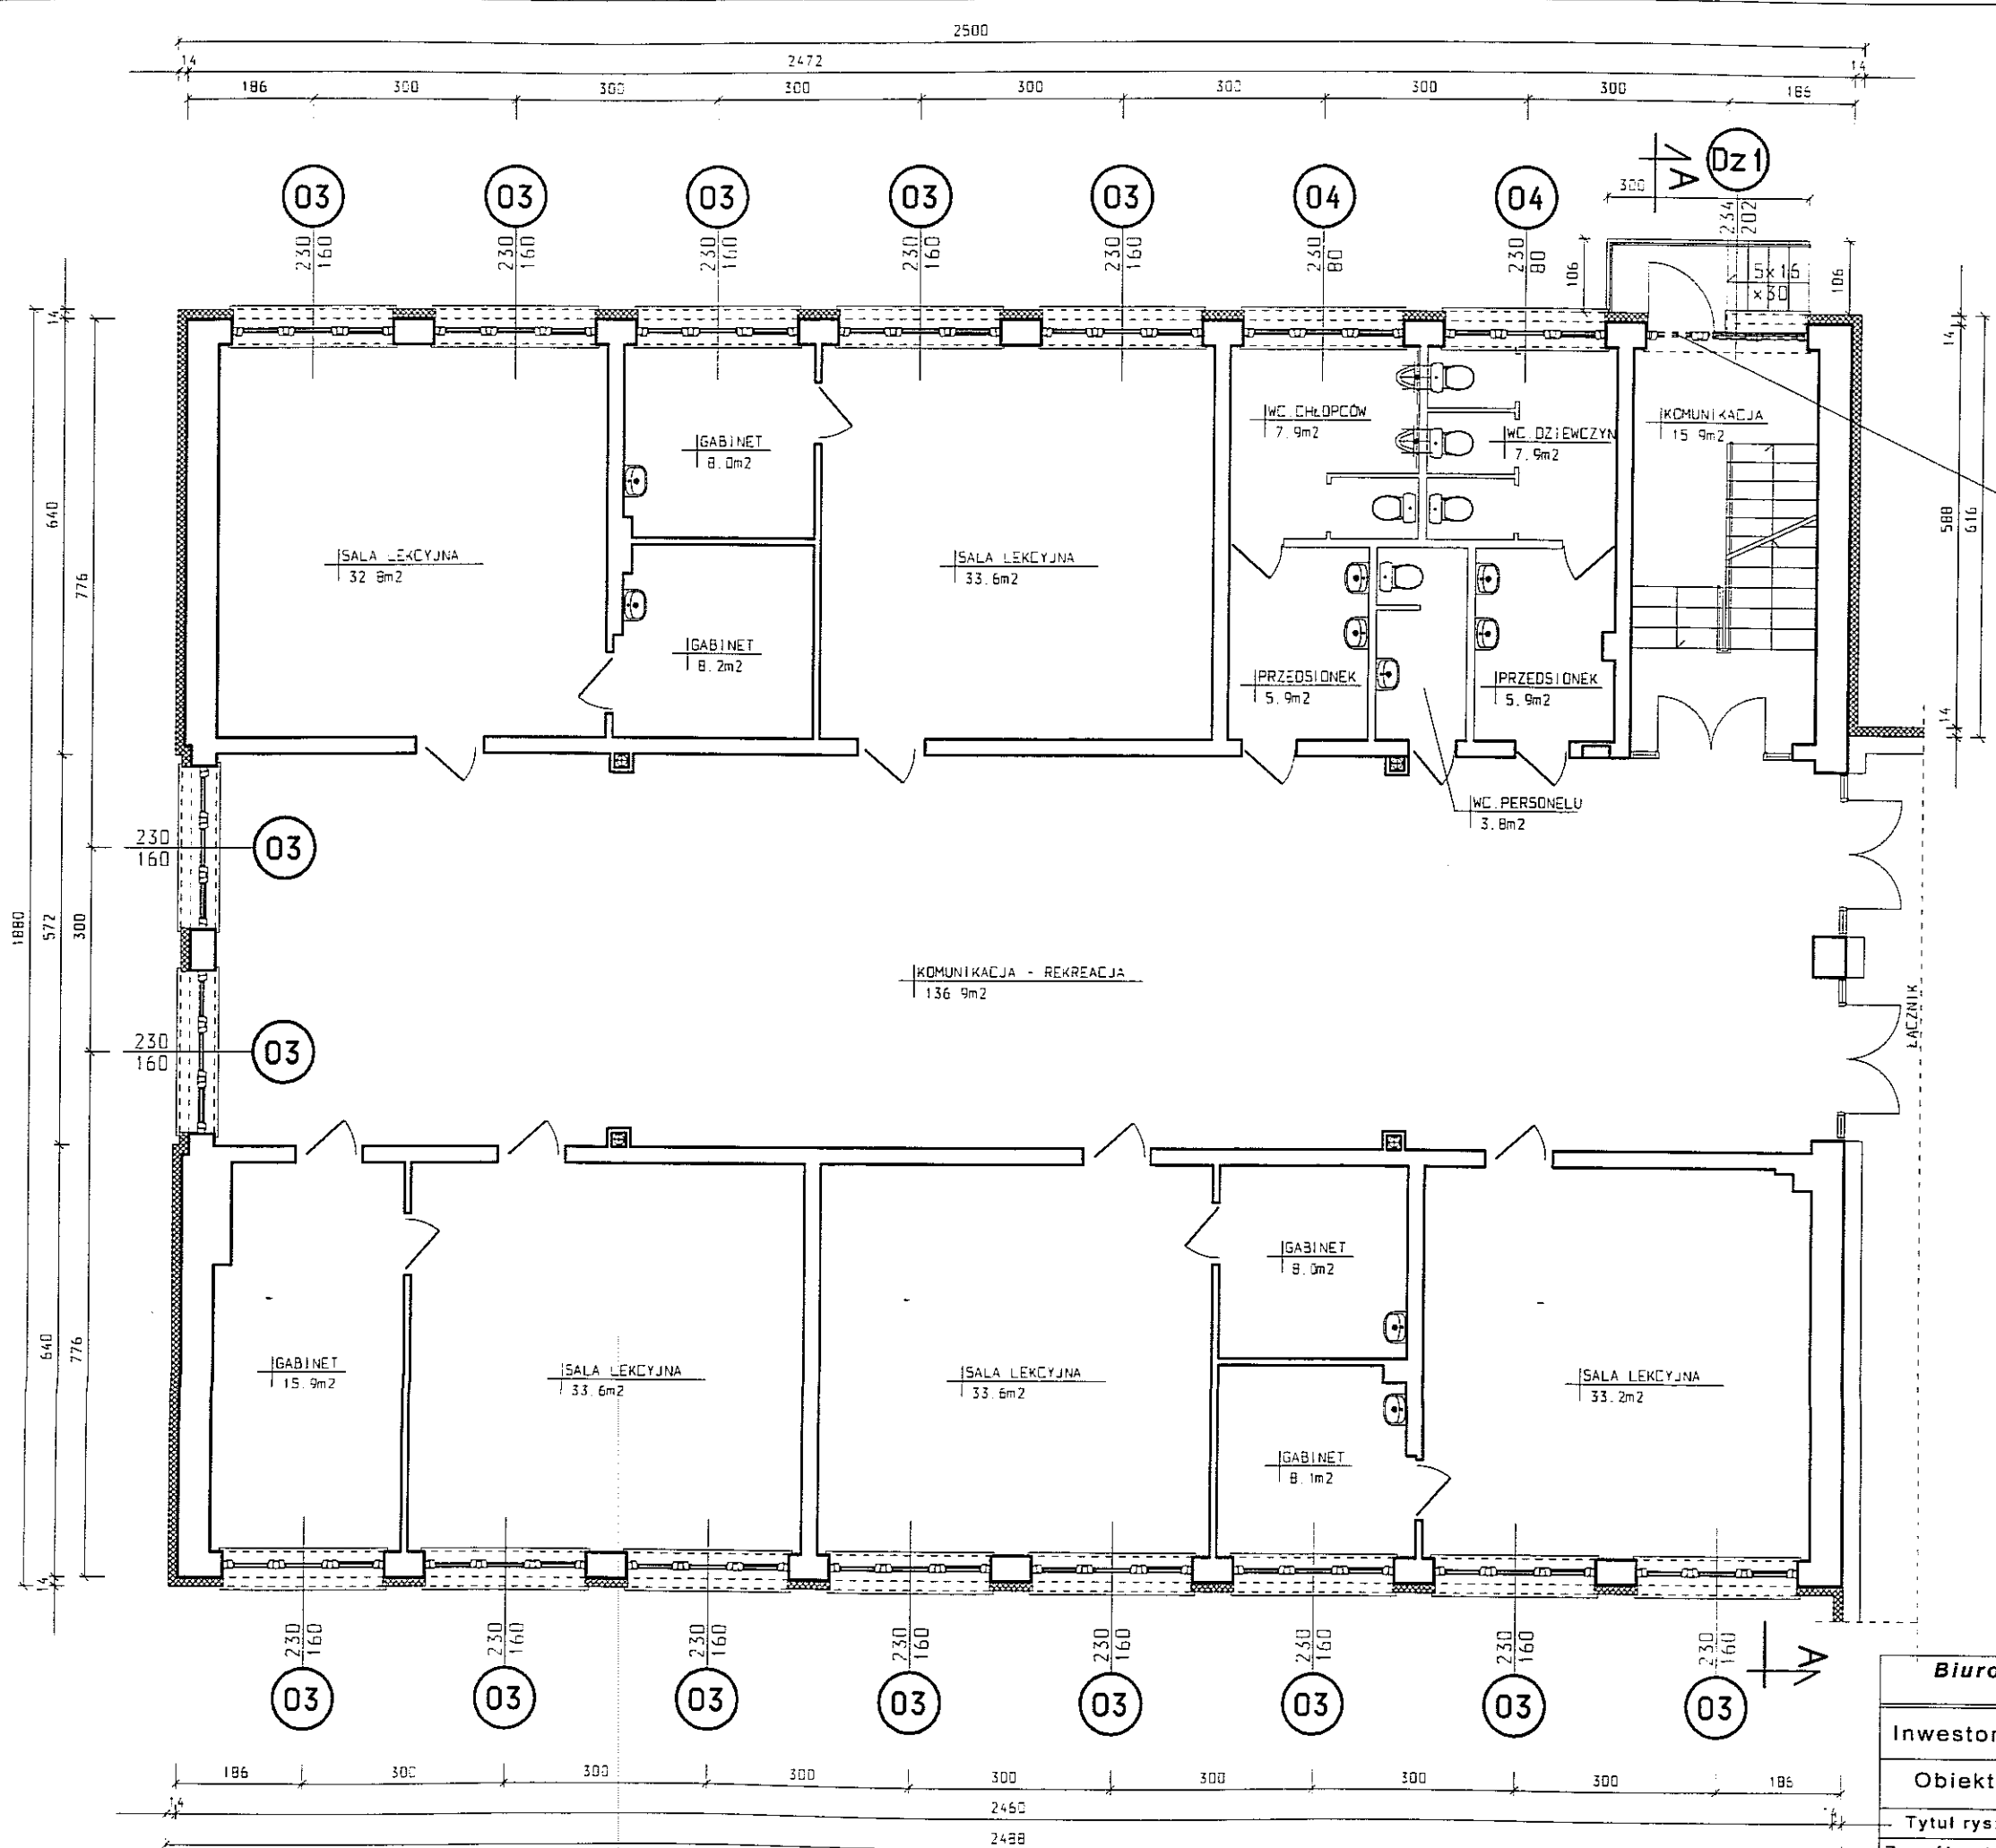 2500
14 2472 14
186 300 300 300 300 300 300 300 186
03 03 03 03 03 04 04 Dz1
A
300
230 160
230 160
230 160
230 160
230 160
230 80
230 80
234 202
106
5x16
x30
106
14
14
SALA LEKCYJNA
32.8m2
GABINET
8.0m2
GABINET
8.2m2
SALA LEKCYJNA
33.6m2
WC.CHŁOPCÓW
7.9m2
WC.DZIEWCZYN
7.9m2
KOMUNIKACJA
15.9m2
PRZEDSIONEK
5.9m2
PRZEDSIONEK
5.9m2
WC.PERSONELU
3.8m2
640
776
588
616
14
230
160
03
1880
572
300
KOMUNIKACJA - REKREACJA
136.9m2
ŁĄCZNIK
230
160
03
GABINET
15.9m2
SALA LEKCYJNA
33.6m2
SALA LEKCYJNA
33.6m2
GABINET
8.0m2
GABINET
8.1m2
SALA LEKCYJNA
33.2m2
640
776
14
230 160
230 160
230 160
230 160
230 160
230 160
230 160
230 160
A
03 03 03 03 03 03 03 03
186 300 300 300 300 300 300 300 186
14 2460
2488
Biuro
Inwestor
Obiekt
Tytuł rys